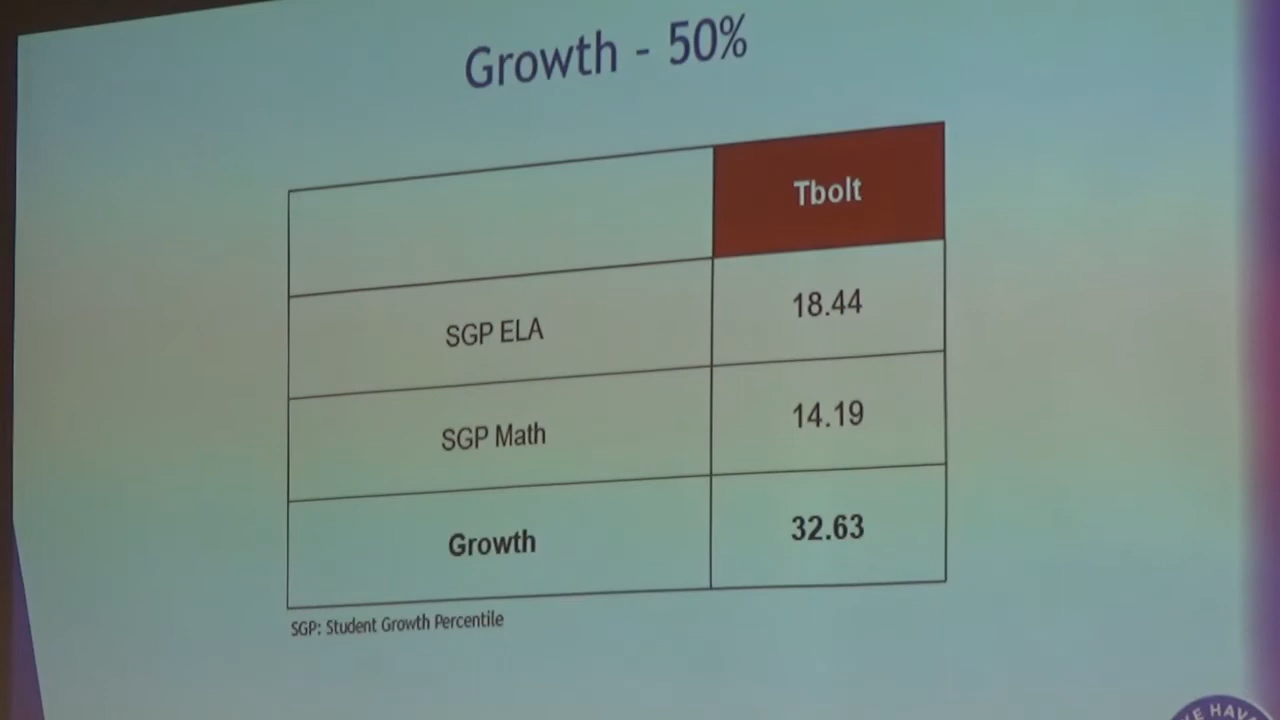 Growth - 50%
Tbolt
SGP ELA 18.44
SGP Math 14.19
Growth 32.63
SGP: Student Growth Percentile